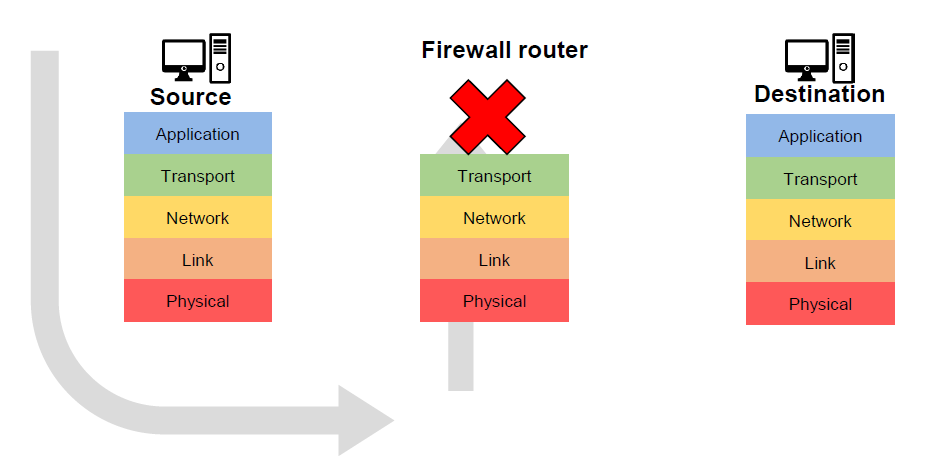 Firewall router
Source
Application
Transport
Network
Link
Physical
Transport
Network
Link
Physical
Destination
Application
Transport
Network
Link
Physical